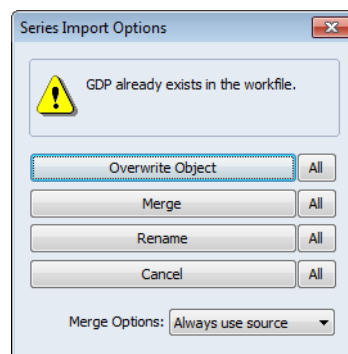 Series Import Options
GDP already exists in the workfile.
Overwrite Object All
Merge All
Rename All
Cancel All
Merge Options: Always use source